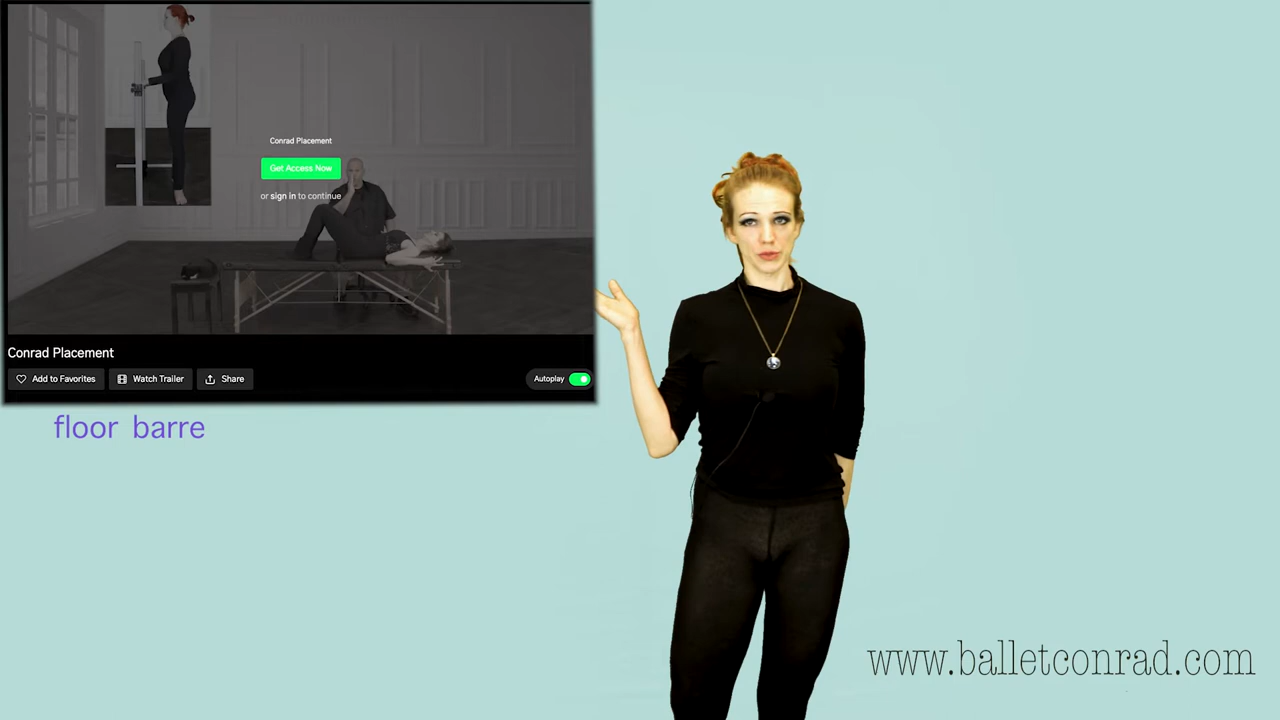 Conrad Placement
Get Access Now
or sign in to continue
Conrad Placement
Add to Favorites
Watch Trailer
Share
Autoplay
floor barre
www.balletconrad.com